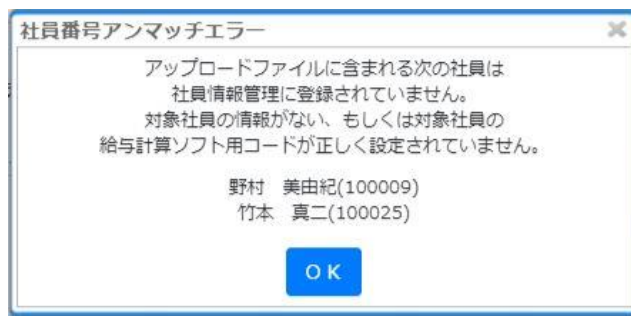 社員番号アンマッチエラー
アップロードファイルに含まれる次の社員は
社員情報管理に登録されていません。
対象社員の情報がない、もしくは対象社員の
給与計算ソフト用コードが正しく設定されていません。
野村　美由紀(100009)
竹本　真二(100025)
OK